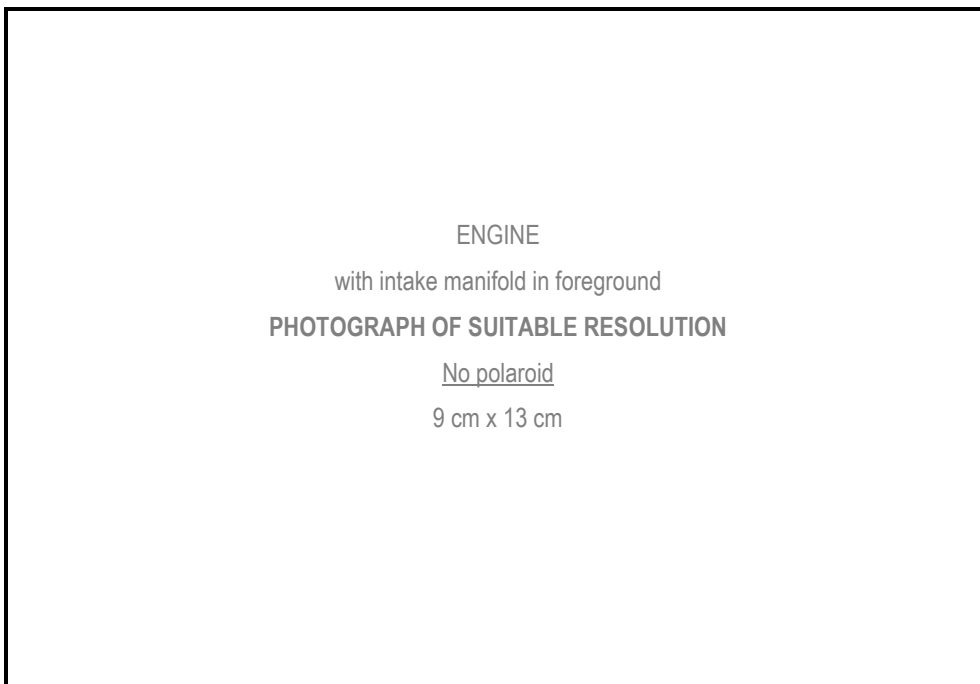 ENGINE
with intake manifold in foreground
PHOTOGRAPH OF SUITABLE RESOLUTION
No polaroid
9 cm x 13 cm